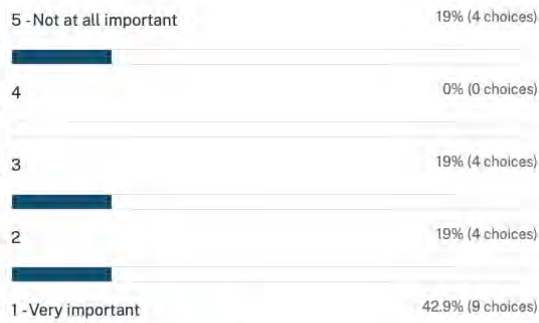 5 - Not at all important 19% (4 choices)
4 0% (0 choices)
3 19% (4 choices)
2 19% (4 choices)
1 - Very important 42.9% (9 choices)